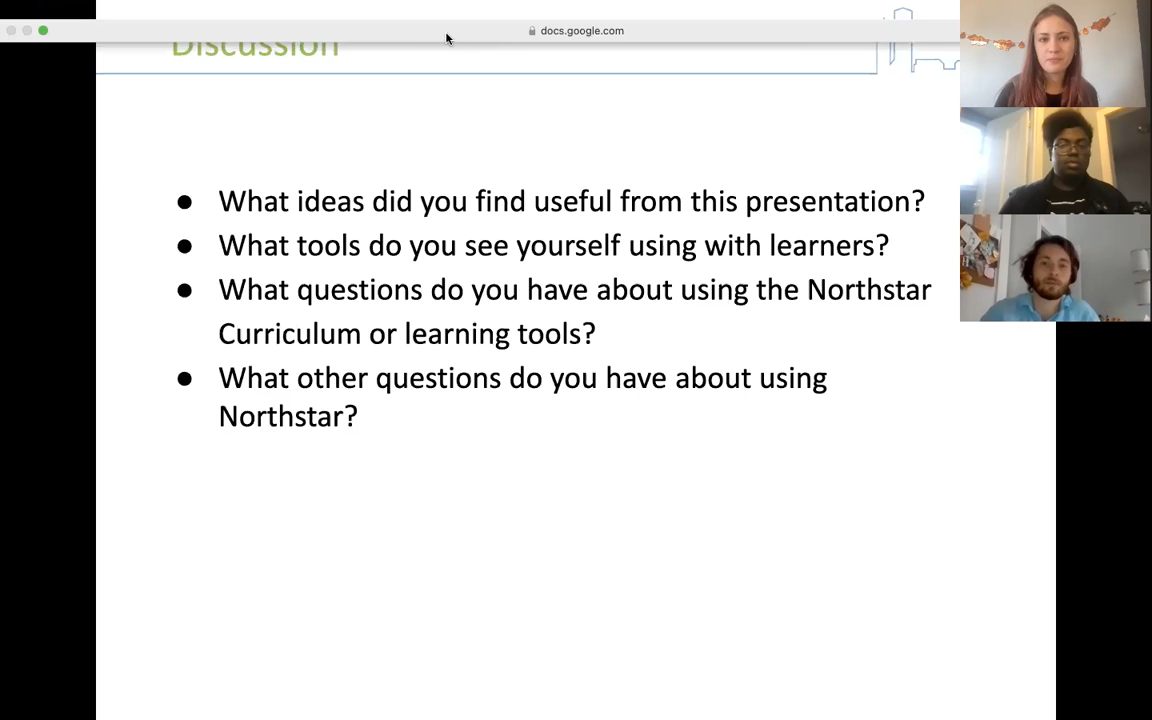 docs.google.com
Discussion
● What ideas did you find useful from this presentation?
● What tools do you see yourself using with learners?
● What questions do you have about using the Northstar
Curriculum or learning tools?
● What other questions do you have about using
Northstar?